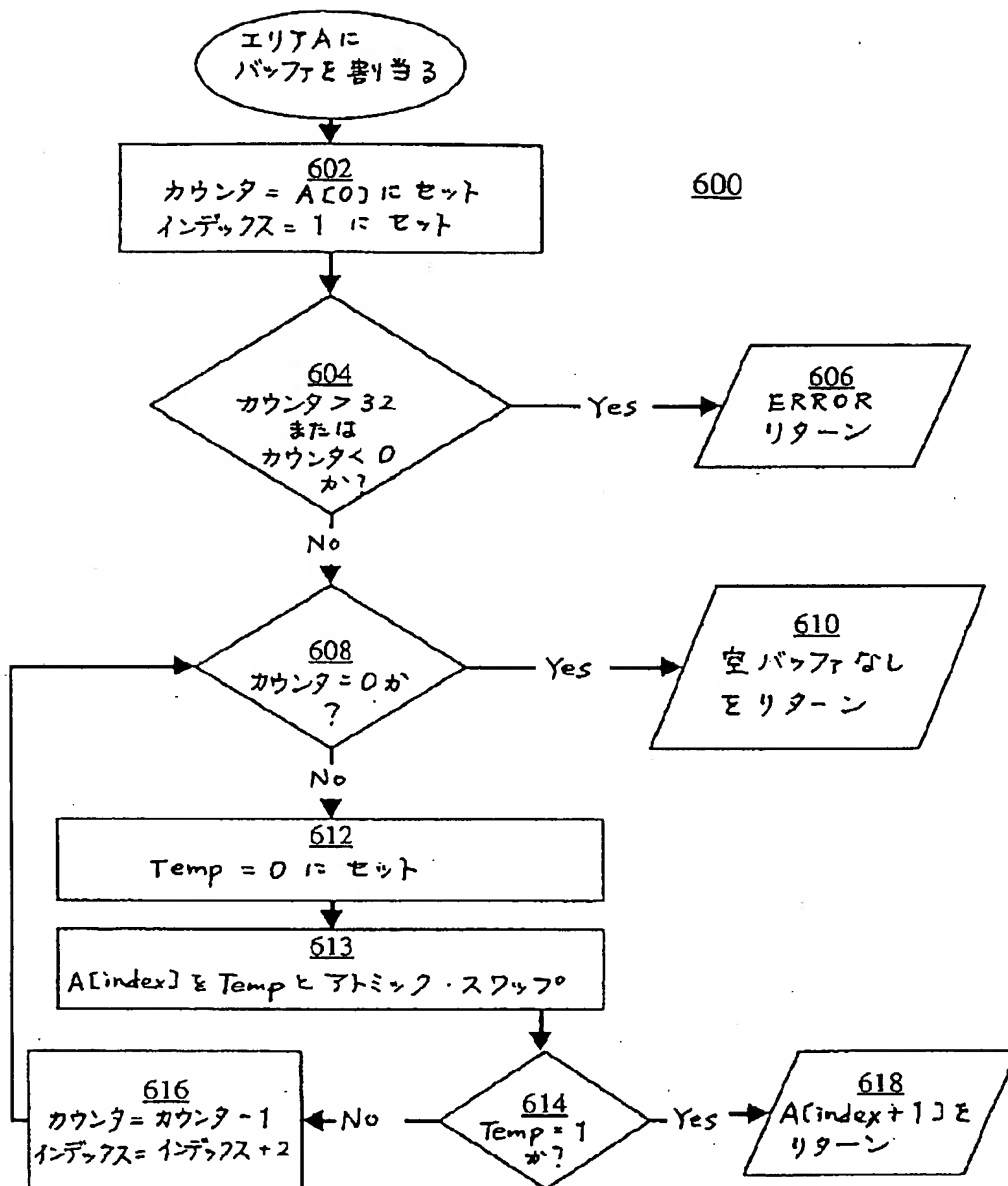 エリアAに
バッファを割当る
602
カウンタ = A[0] に セット
インデックス = 1 に セット
600
604
カウンタ > 32
または
カウンタ < 0
か?
Yes
606
ERROR
リターン
No
608
カウンタ = 0 か
?
Yes
610
空バッファなし
をリターン
No
612
Temp = 0 に セット
613
A[index] を Temp と アトミック・スワップ
616
カウンタ = カウンタ - 1
インデックス = インデックス + 2
No
614
Temp = 1
か?
Yes
618
A[index + 1] を
リターン